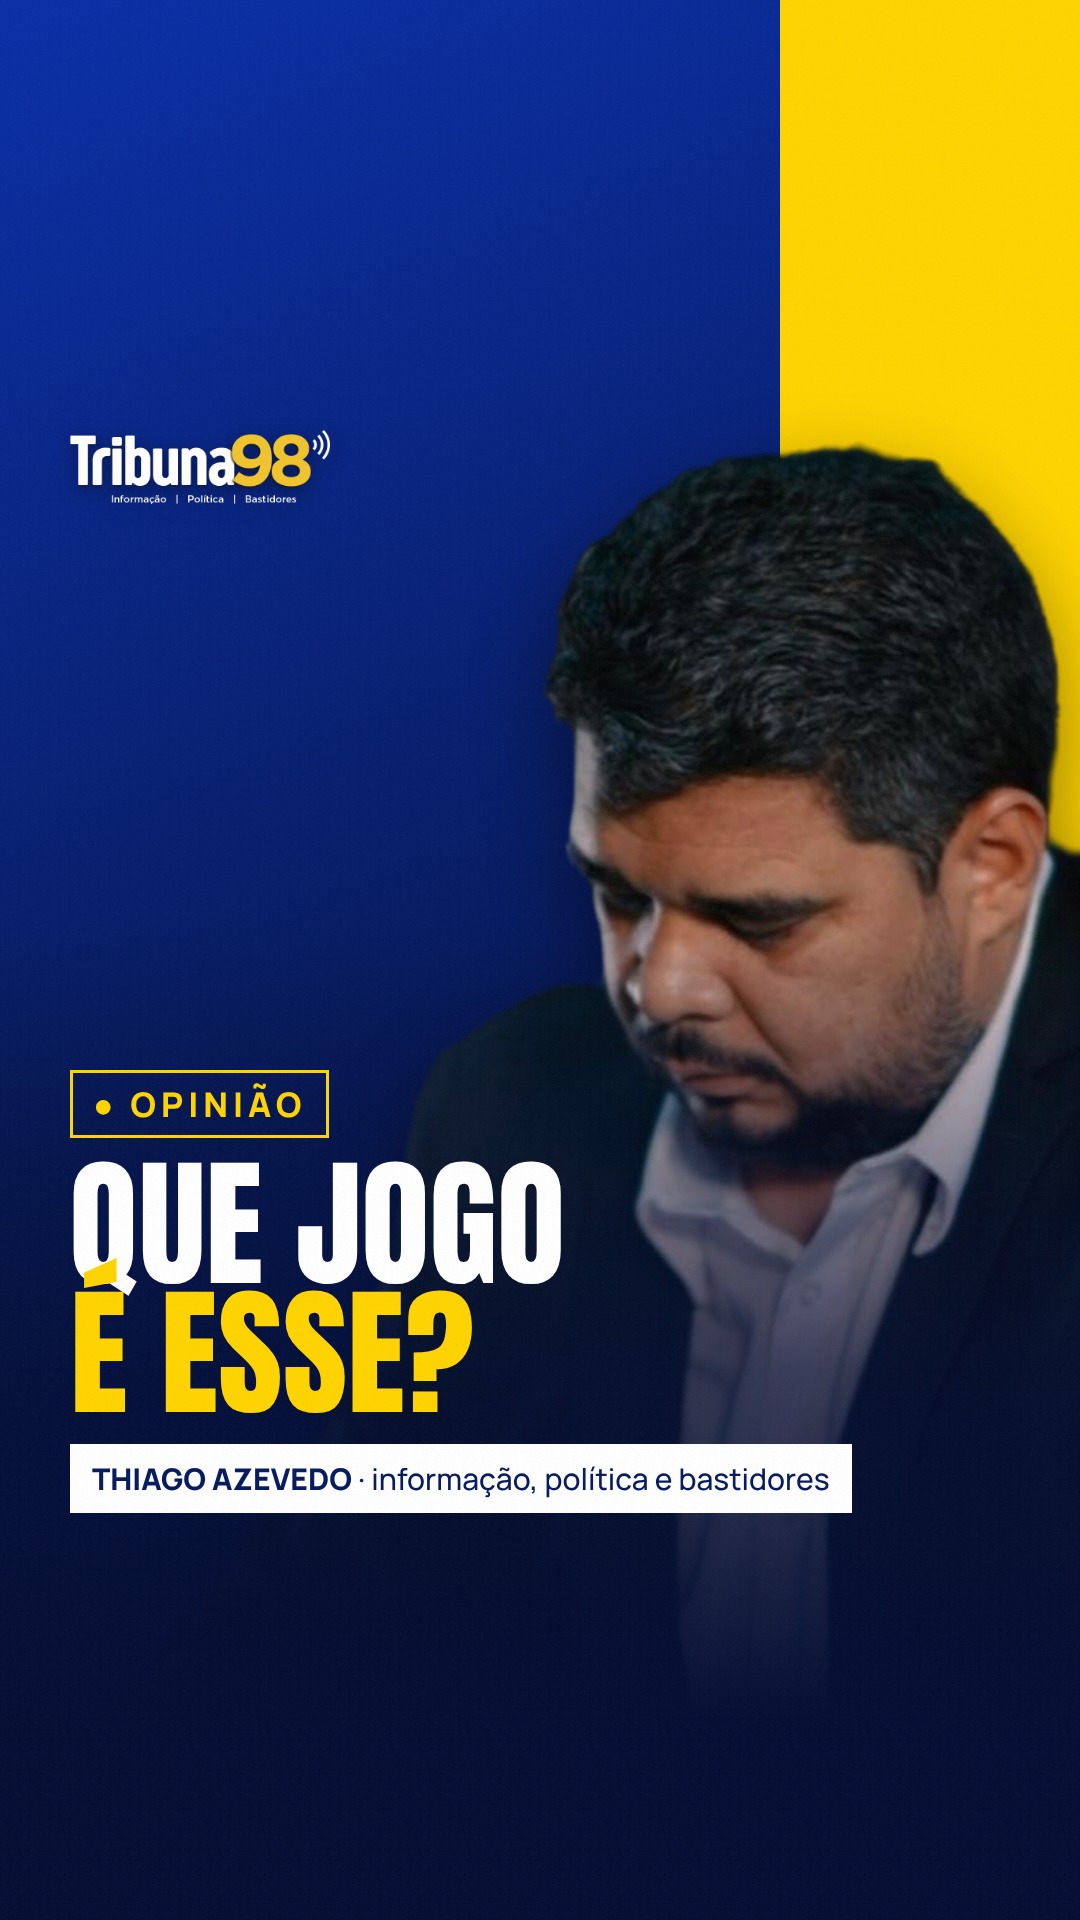 Tribuna98
Informação | Política | Bastidores
• OPINIÃO
QUE JOGO
É ESSE?
THIAGO AZEVEDO · informação, política e bastidores